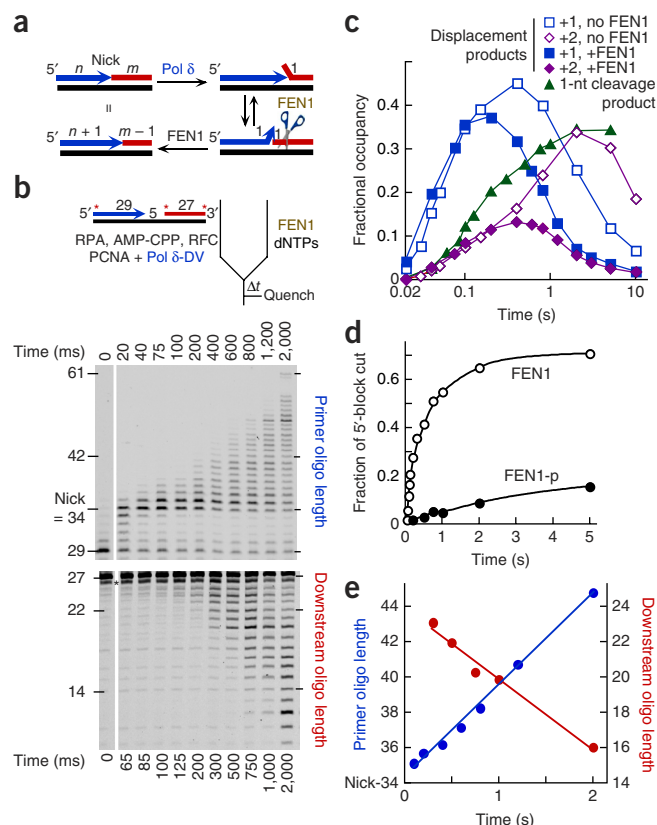 a
5′ n Nick m
Pol δ
5′ 1
FEN1
=
5′ n + 1 m − 1
FEN1
5′ 1 1
b
5′ * 29 5 * 27 3′
RPA, AMP-CPP, RFC
PCNA + Pol δ-DV
FEN1
dNTPs
Δt
Quench
Time (ms) 0 20 40 75 100 200 400 600 800 1,200 2,000
61
42
Nick
= 34
29
Primer oligo length
27
*
22
14
Downstream oligo length
Time (ms) 0 65 85 100 125 200 300 500 750 1,000 2,000
c
Displacement
products
+1, no FEN1
+2, no FEN1
+1, +FEN1
+2, +FEN1
1-nt cleavage
product
Fractional occupancy
0.4
0.3
0.2
0.1
0
0.02 0.1 1 10
Time (s)
d
Fraction of 5′-block cut
0.6
0.4
0.2
0
FEN1
FEN1-p
0 1 2 3 4 5
Time (s)
e
Primer oligo length
44
42
40
38
36
Nick-34
Downstream oligo length
24
22
20
18
16
14
0 1 2
Time (s)